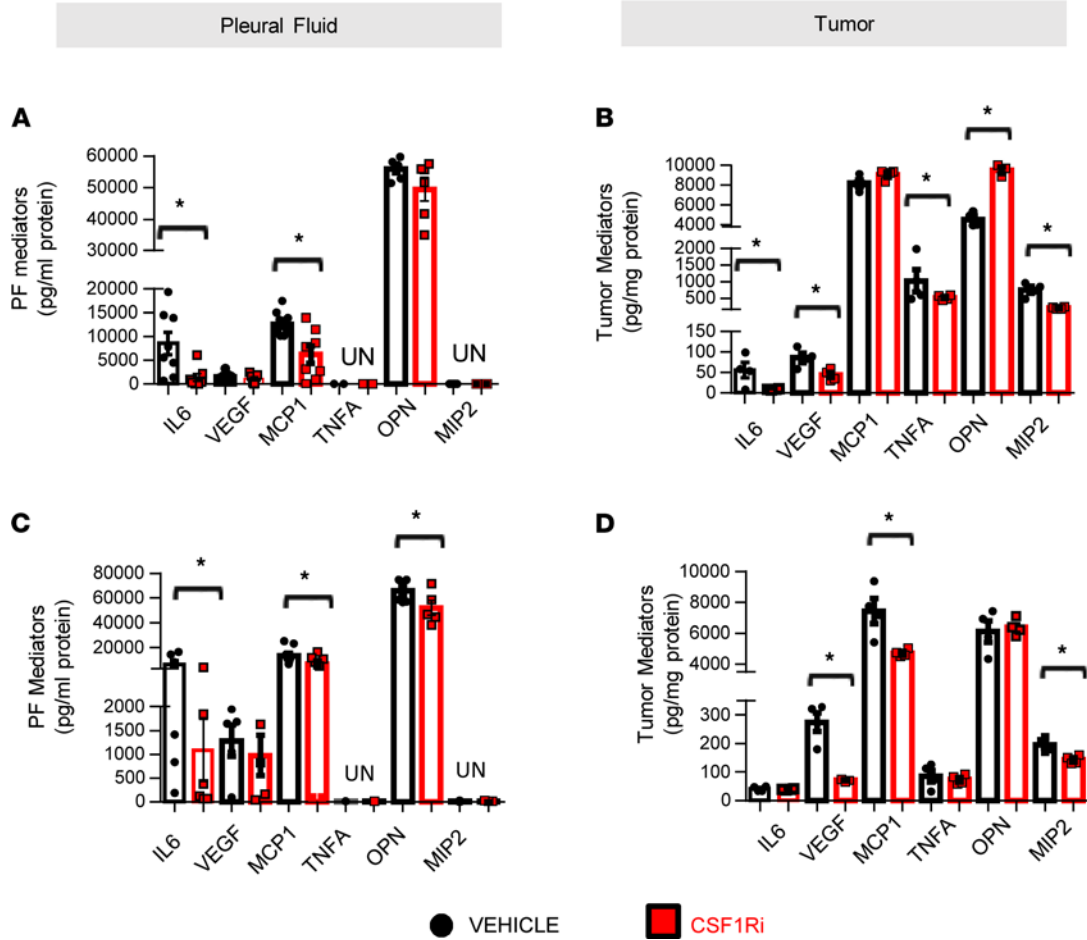 Pleural Fluid
Tumor
A
PF mediators
(pg/ml protein)
60000
50000
40000
30000
20000
15000
10000
5000
0
*
*
UN
UN
IL6
VEGF
MCP1
TNFA
OPN
MIP2
B
Tumor Mediators
(pg/mg protein)
10000
8000
6000
4000
2000
1500
1000
500
150
100
50
0
*
*
*
*
*
IL6
VEGF
MCP1
TNFA
OPN
MIP2
C
PF Mediators
(pg/ml protein)
80000
60000
40000
20000
2000
1500
1000
500
0
*
*
*
UN
UN
IL6
VEGF
MCP1
TNFA
OPN
MIP2
D
Tumor Mediators
(pg/mg protein)
10000
8000
6000
4000
300
200
100
0
*
*
*
IL6
VEGF
MCP1
TNFA
OPN
MIP2
VEHICLE
CSF1Ri